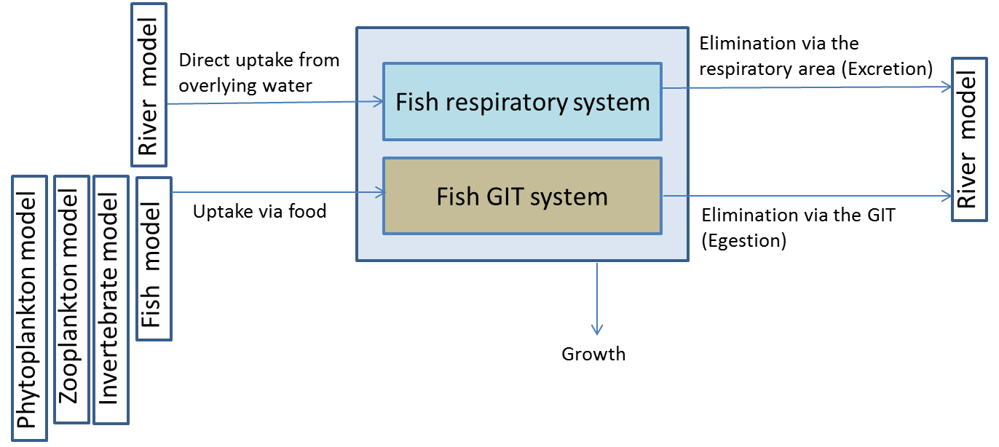 River model
Direct uptake from
overlying water
Fish respiratory system
Elimination via the
respiratory area (Excretion)
River model
Phytoplankton model
Zooplankton model
Invertebrate model
Fish model
Uptake via food
Fish GIT system
Elimination via the GIT
(Egestion)
Growth